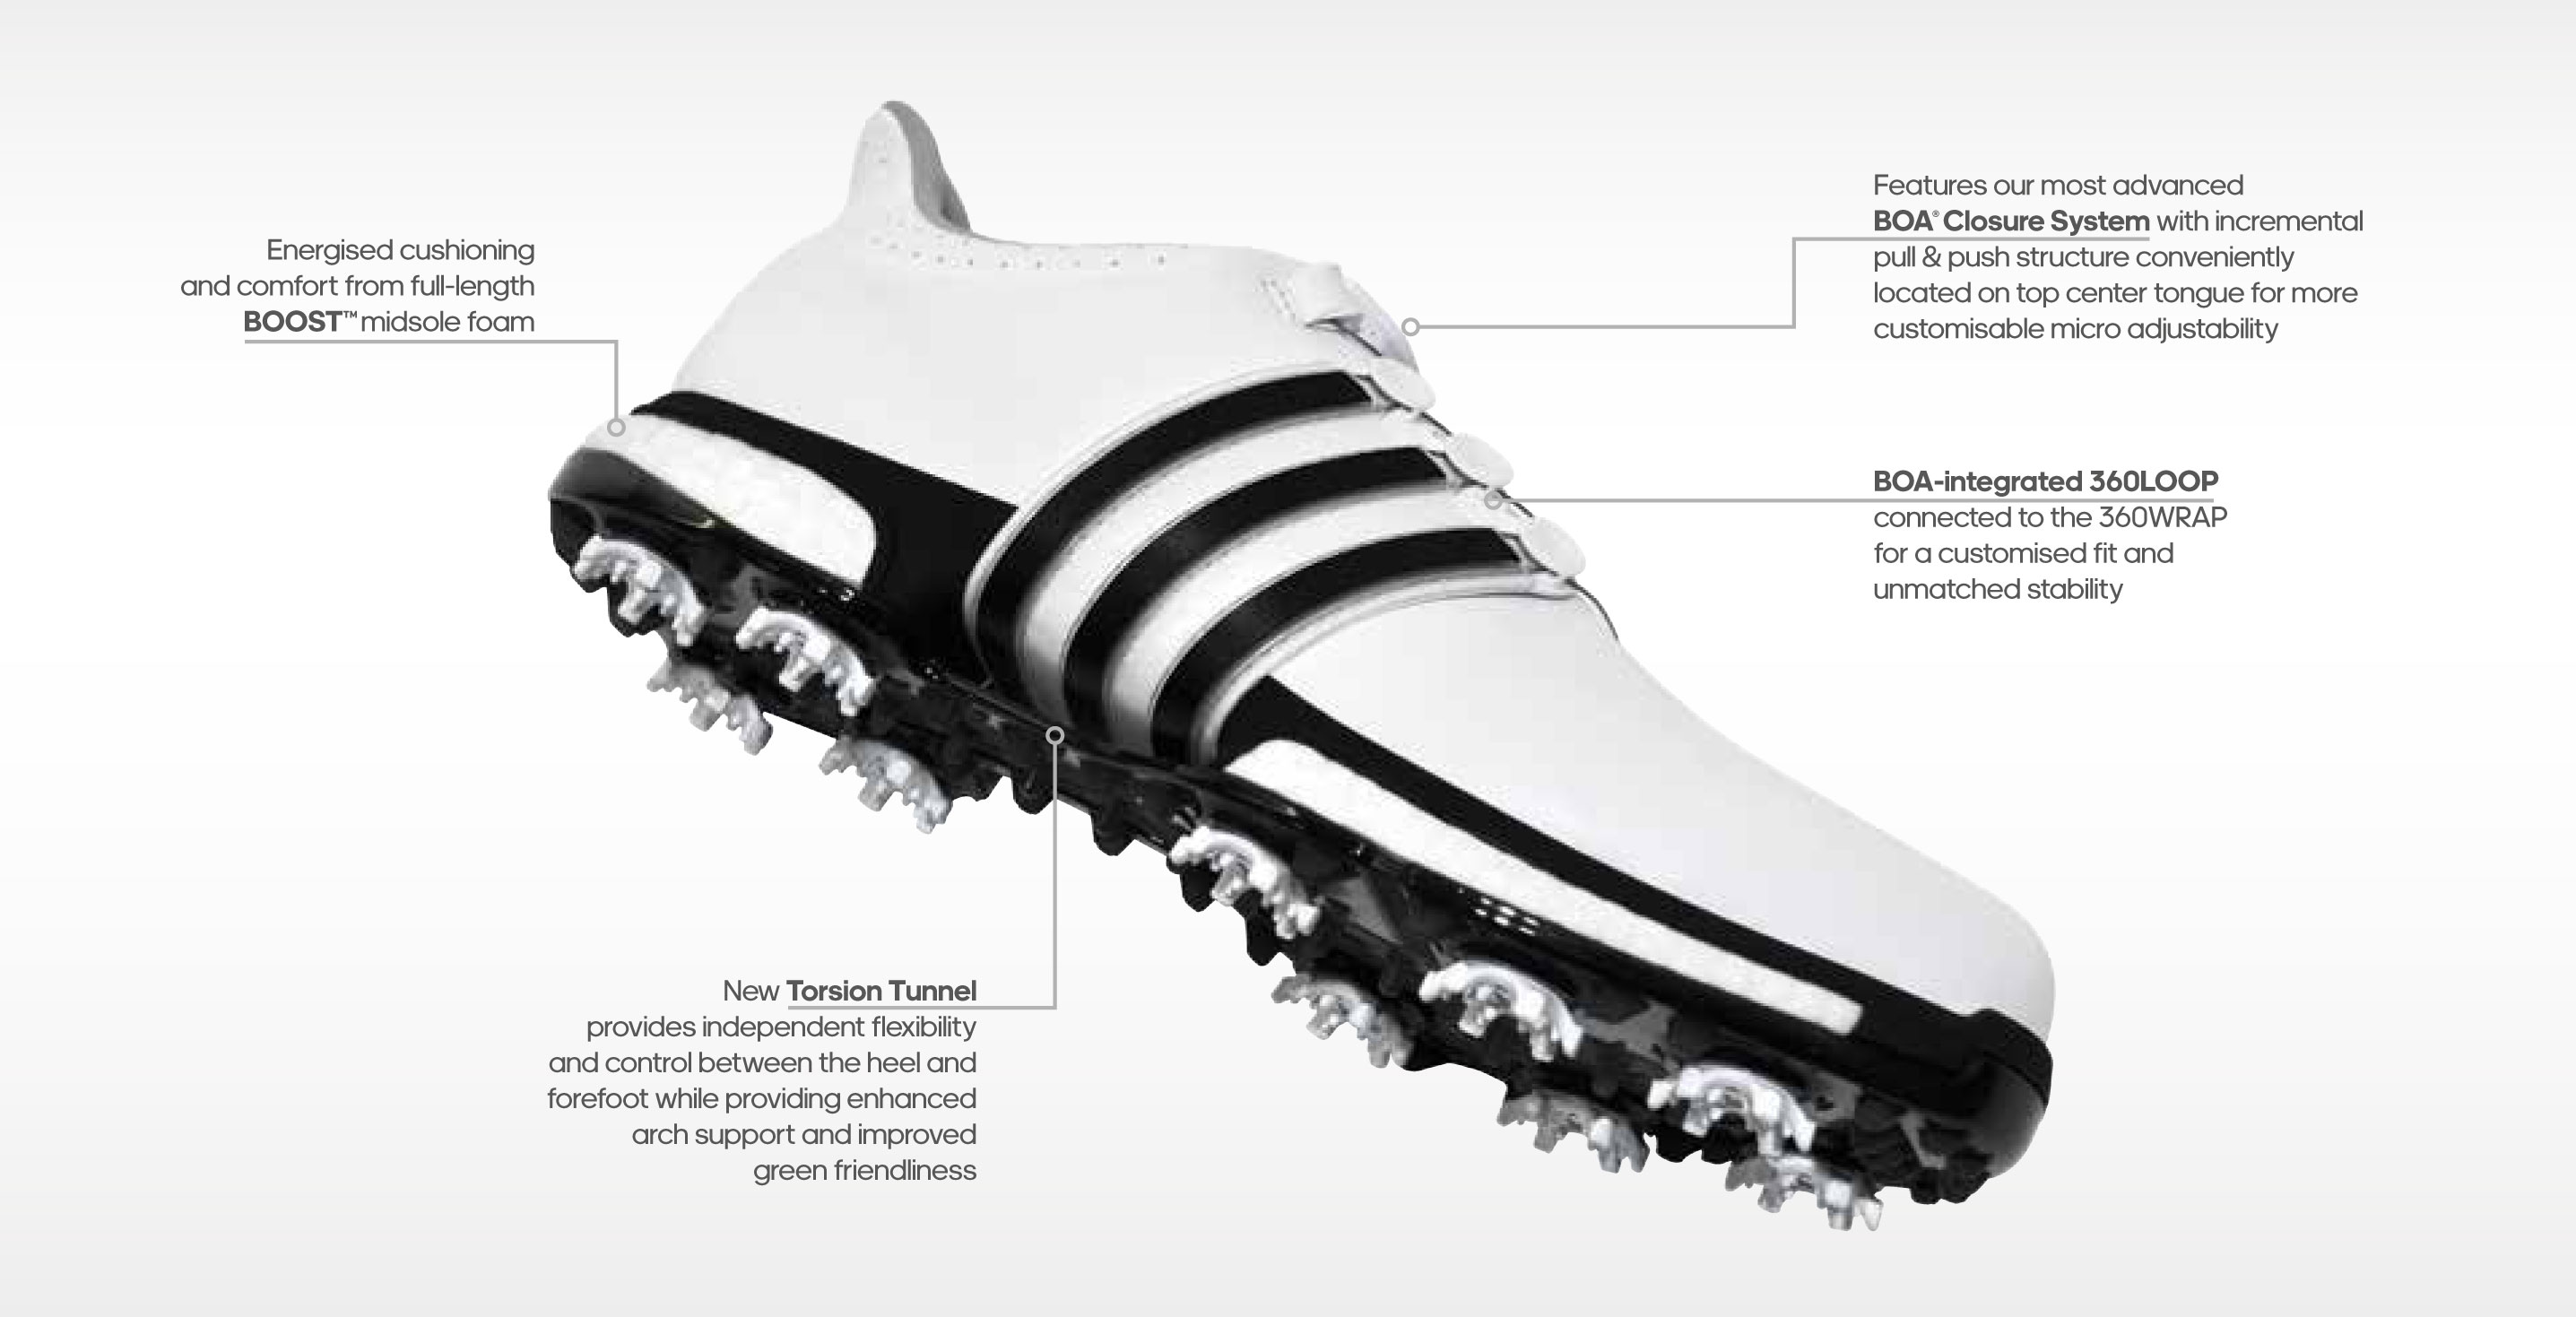 Energised cushioning
and comfort from full-length
BOOST™ midsole foam
Features our most advanced
BOA® Closure System with incremental
pull & push structure conveniently
located on top center tongue for more
customisable micro adjustability
BOA-integrated 360LOOP
connected to the 360WRAP
for a customised fit and
unmatched stability
New Torsion Tunnel
provides independent flexibility
and control between the heel and
forefoot while providing enhanced
arch support and improved
green friendliness